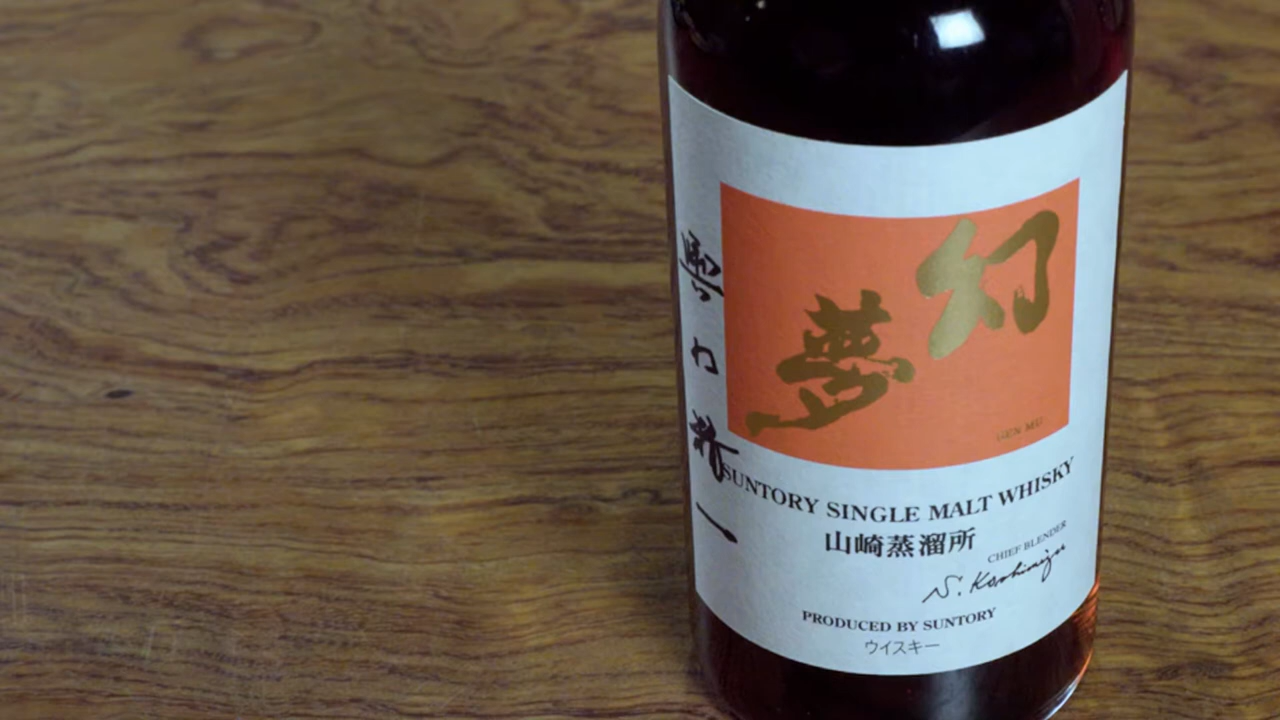 幻夢
GEN MU
輿水精一
SUNTORY SINGLE MALT WHISKY
山崎蒸溜所
CHIEF BLENDER
S. Koshimizu
PRODUCED BY SUNTORY
ウイスキー